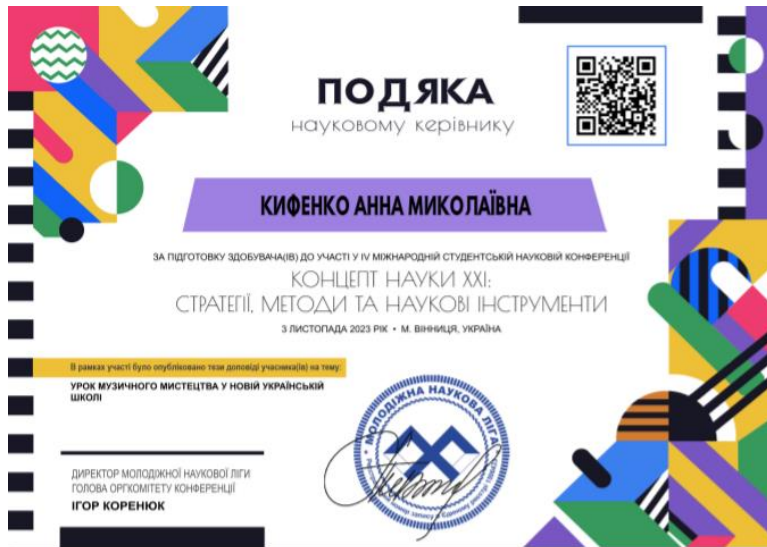 ПОДЯКА
науковому керівнику
КИФЕНКО АННА МИКОЛАЇВНА
ЗА ПІДГОТОВКУ ЗДОБУВАЧА(ІВ) ДО УЧАСТІ У IV МІЖНАРОДНІЙ СТУДЕНТСЬКІЙ НАУКОВІЙ КОНФЕРЕНЦІЇ
КОНЦЕПТ НАУКИ XXI:
СТРАТЕГІЇ, МЕТОДИ ТА НАУКОВІ ІНСТРУМЕНТИ
3 ЛИСТОПАДА 2023 РІК • М. ВІННИЦЯ, УКРАЇНА
В рамках участі було опубліковано тези доповіді учасника(ів) на тему:
УРОК МУЗИЧНОГО МИСТЕЦТВА У НОВІЙ УКРАЇНСЬКІЙ
ШКОЛІ
МОЛОДІЖНА НАУКОВА ЛІГА
ДИРЕКТОР МОЛОДІЖНОЇ НАУКОВОЇ ЛІГИ
ГОЛОВА ОРГКОМІТЕТУ КОНФЕРЕНЦІЇ
ІГОР КОРЕНЮК